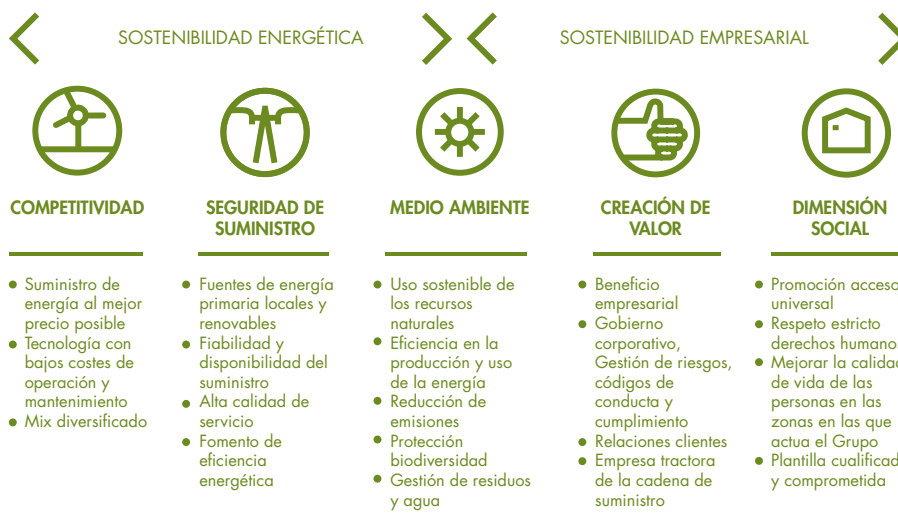 SOSTENIBILIDAD ENERGÉTICA
SOSTENIBILIDAD EMPRESARIAL
COMPETITIVIDAD
• Suministro de
energía al mejor
precio posible
• Tecnología con
bajos costes de
operación y
mantenimiento
• Mix diversificado
SEGURIDAD DE
SUMINISTRO
• Fuentes de energía
primaria locales y
renovables
• Fiabilidad y
disponibilidad del
suministro
• Alta calidad de
servicio
• Fomento de
eficiencia
energética
MEDIO AMBIENTE
• Uso sostenible de
los recursos
naturales
• Eficiencia en la
producción y uso
de la energía
• Reducción de
emisiones
• Protección
biodiversidad
• Gestión de residuos
y agua
CREACIÓN DE
VALOR
• Beneficio
empresarial
• Gobierno
corporativo,
Gestión de riesgos,
códigos de
conducta y
cumplimiento
• Relaciones clientes
• Empresa tractora
de la cadena de
suministro
DIMENSIÓN
SOCIAL
• Promoción acceso
universal
• Respeto estricto
derechos humano
• Mejorar la calidad
de vida de las
personas en las
zonas en las que
actua el Grupo
• Plantilla cualificad
y comprometida